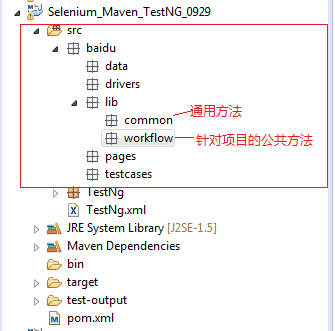 Selenium_Maven_TestNG_0929
src
baidu
data
drivers
lib
common 通用方法
workflow 针对项目的公共方法
pages
testcases
TestNg
TestNg.xml
JRE System Library [J2SE-1.5]
Maven Dependencies
bin
target
test-output
pom.xml